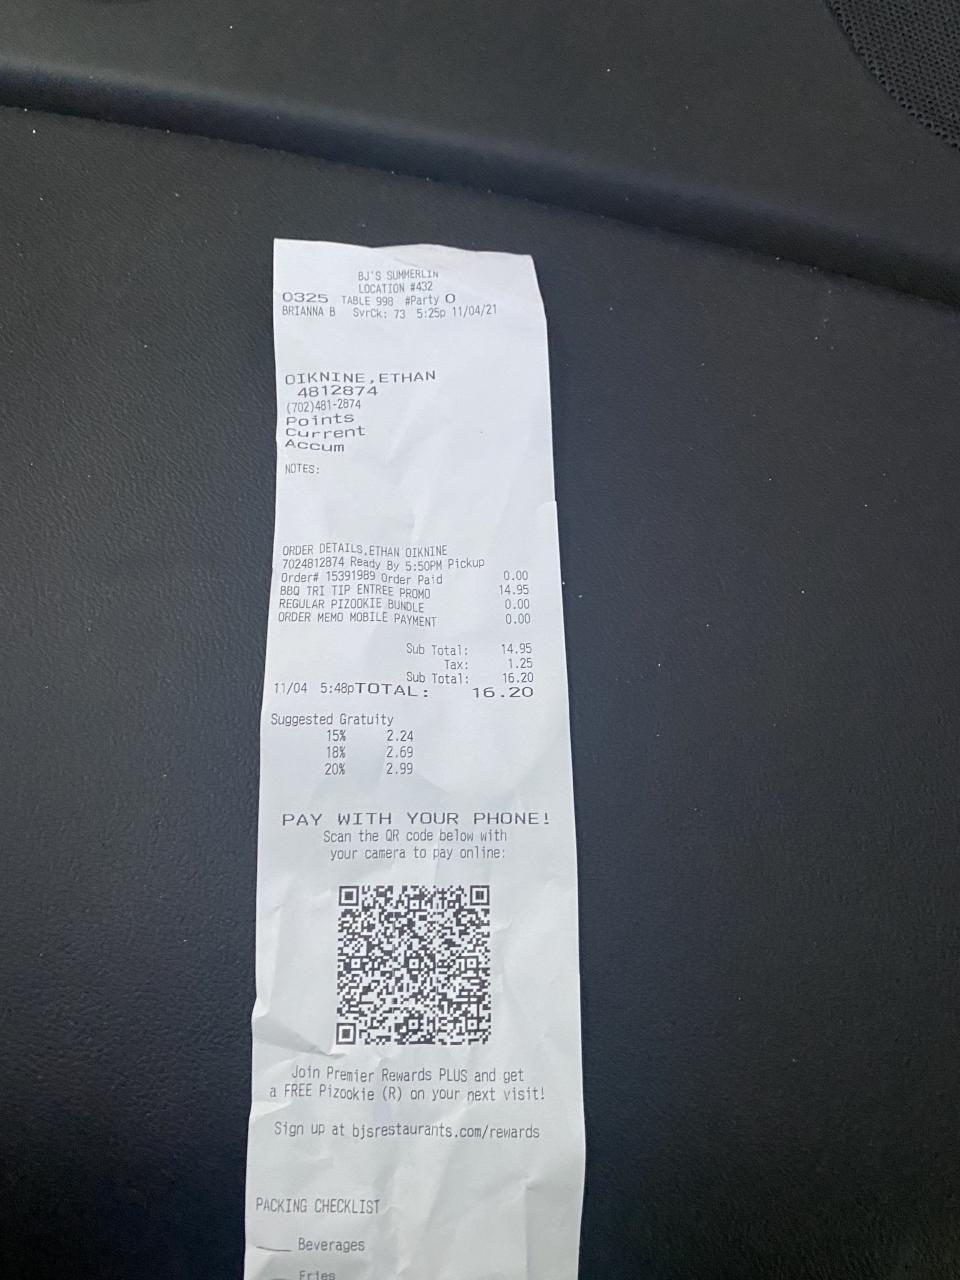 BJ'S SUMMERLIN
LOCATION #432
0325 TABLE 998 #Party 0
BRIANNA B SvrCk: 73 5:25p 11/04/21
OIKNINE,ETHAN
4812874
(702)481-2874
Points
Current
Accum
NOTES:
ORDER DETAILS,ETHAN OIKNINE
7024812874 Ready By 5:50PM Pickup
Order# 15391989 Order Paid 0.00
BBQ TRI TIP ENTREE PROMO 14.95
REGULAR PIZOOKIE BUNDLE 0.00
ORDER MEMO MOBILE PAYMENT 0.00
Sub Total: 14.95
Tax: 1.25
Sub Total: 16.20
11/04 5:48pTOTAL: 16.20
Suggested Gratuity
15% 2.24
18% 2.69
20% 2.99
PAY WITH YOUR PHONE!
Scan the QR code below with
your camera to pay online:
Join Premier Rewards PLUS and get
a FREE Pizookie (R) on your next visit!
Sign up at bjsrestaurants.com/rewards
PACKING CHECKLIST
___ Beverages
Fries